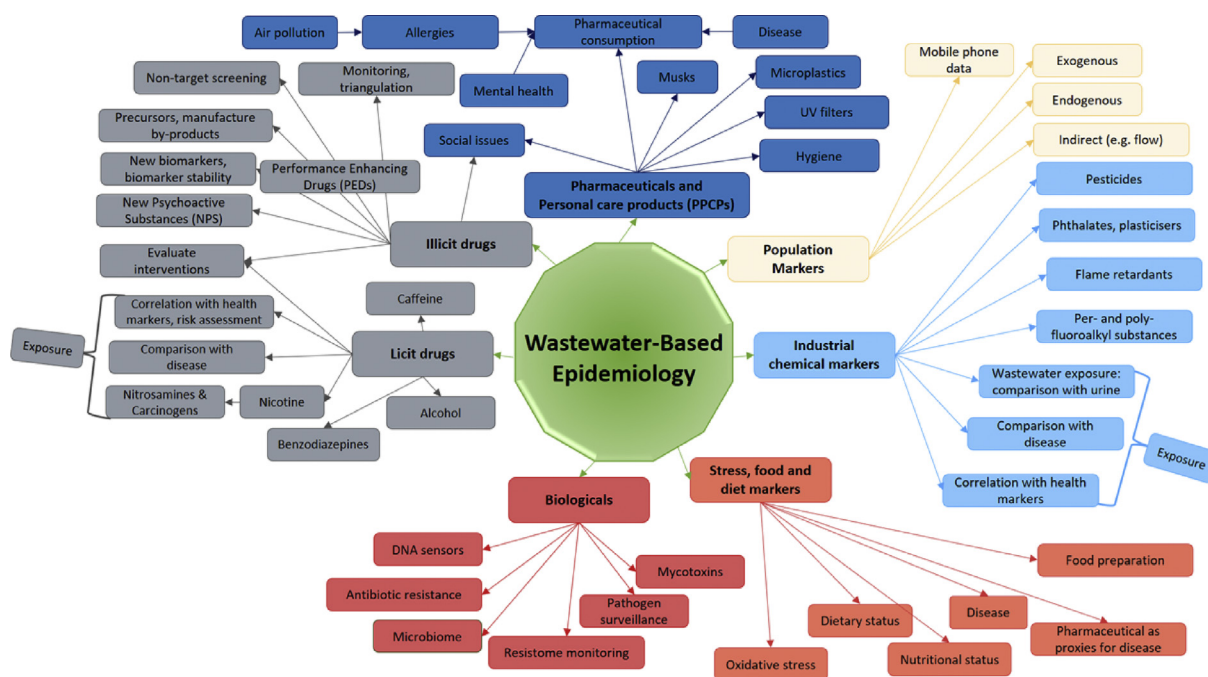 Air pollution
Allergies
Pharmaceutical
consumption
Disease
Mental health
Musks
Microplastics
UV filters
Hygiene
Social issues
Pharmaceuticals and
Personal care products (PPCPs)
Non-target screening
Monitoring,
triangulation
Precursors, manufacture
by-products
New biomarkers,
biomarker stability
Performance Enhancing
Drugs (PEDs)
New Psychoactive
Substances (NPS)
Illicit drugs
Evaluate
interventions
Mobile phone
data
Exogenous
Endogenous
Indirect (e.g. flow)
Population
Markers
Pesticides
Phthalates, plasticisers
Flame retardants
Per- and poly-
fluoroalkyl substances
Industrial
chemical markers
Wastewater exposure:
comparison with urine
Comparison with
disease
Correlation with health
markers
Exposure
Wastewater-Based
Epidemiology
Caffeine
Licit drugs
Correlation with health
markers, risk assessment
Exposure
Comparison with
disease
Nitrosamines &
Carcinogens
Nicotine
Alcohol
Benzodiazepines
Biologicals
DNA sensors
Antibiotic resistance
Microbiome
Resistome monitoring
Pathogen
surveillance
Mycotoxins
Stress, food and
diet markers
Food preparation
Disease
Dietary status
Pharmaceutical as
proxies for disease
Nutritional status
Oxidative stress